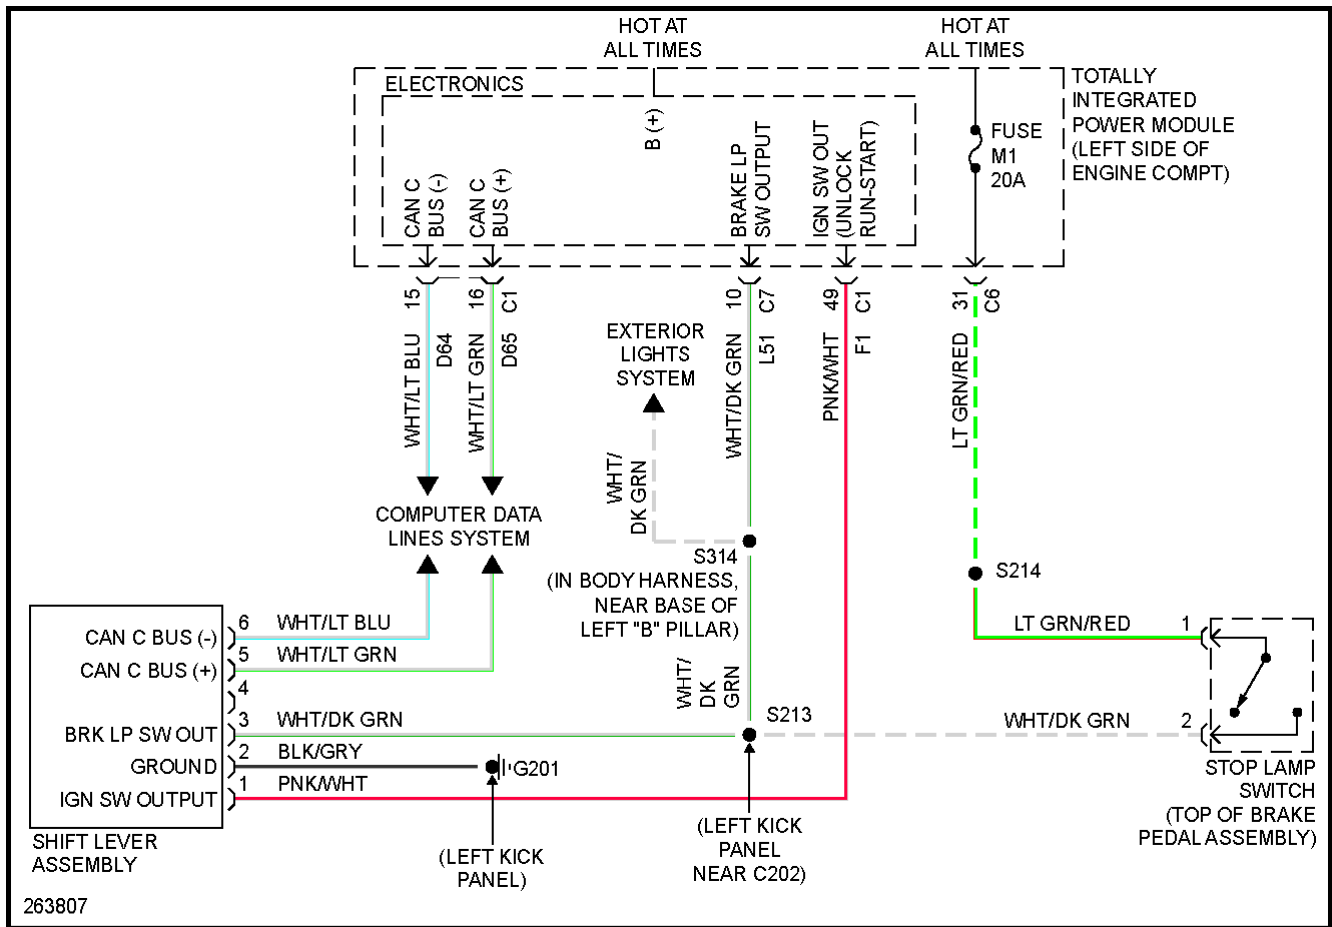 HOT AT
ALL TIMES
HOT AT
ALL TIMES
ELECTRONICS
TOTALLY
INTEGRATED
POWER MODULE
(LEFT SIDE OF
ENGINE COMPT)
B (+)
FUSE
M1
20A
CAN C
BUS (-)
CAN C
BUS (+)
BRAKE LP
SW OUTPUT
IGN SW OUT
(UNLOCK
RUN-START)
15
16
C1
10
C7
49
C1
31
C6
WHT/LT BLU
D64
WHT/LT GRN
D65
EXTERIOR
LIGHTS
SYSTEM
WHT/DK GRN
L51
PNK/WHT
F1
LT GRN/RED
WHT/
DK GRN
COMPUTER DATA
LINES SYSTEM
S314
(IN BODY HARNESS,
NEAR BASE OF
LEFT "B" PILLAR)
S214
LT GRN/RED
1
CAN C BUS (-)
6
WHT/LT BLU
CAN C BUS (+)
5
WHT/LT GRN
4
WHT/
DK
GRN
BRK LP SW OUT
3
WHT/DK GRN
S213
WHT/DK GRN
2
GROUND
2
BLK/GRY
G201
IGN SW OUTPUT
1
PNK/WHT
STOP LAMP
SWITCH
(TOP OF BRAKE
PEDAL ASSEMBLY)
SHIFT LEVER
ASSEMBLY
(LEFT KICK
PANEL)
(LEFT KICK
PANEL
NEAR C202)
263807